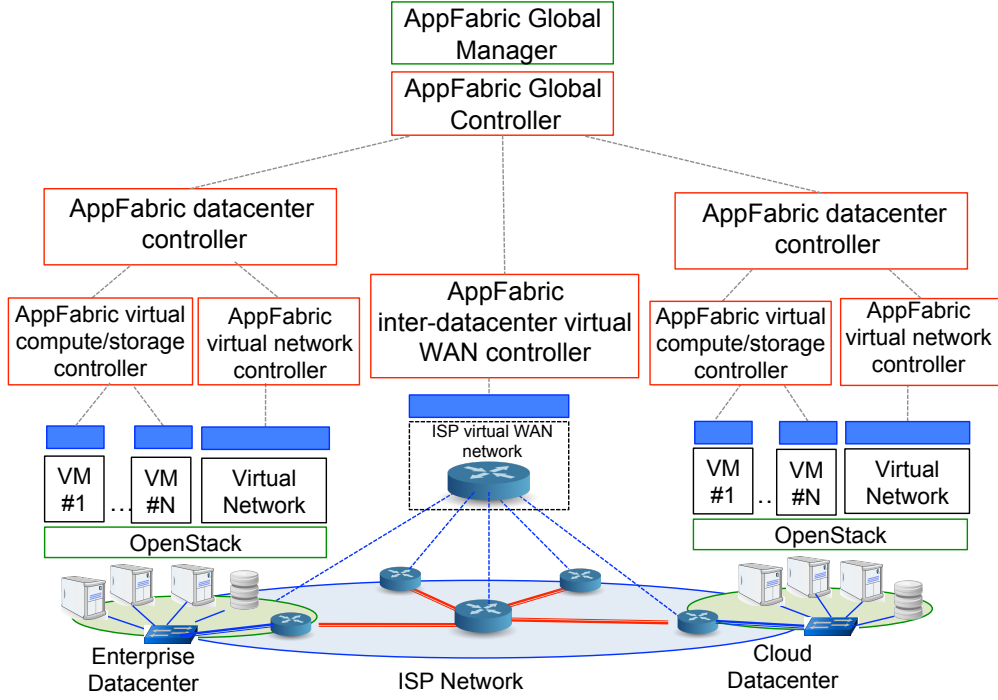 AppFabric Global
Manager
AppFabric Global
Controller
AppFabric datacenter
controller
AppFabric datacenter
controller
AppFabric virtual
compute/storage
controller
AppFabric
virtual network
controller
AppFabric
inter-datacenter virtual
WAN controller
AppFabric virtual
compute/storage
controller
AppFabric
virtual network
controller
ISP virtual WAN
network
VM
#1
...
VM
#N
Virtual
Network
VM
#1
..
VM
#N
Virtual
Network
OpenStack
OpenStack
Enterprise
Datacenter
ISP Network
Cloud
Datacenter